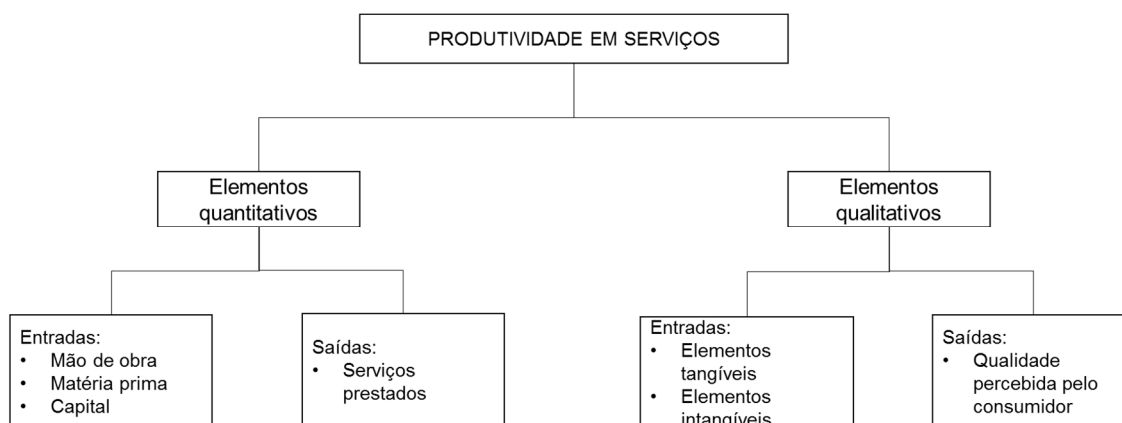 PRODUTIVIDADE EM SERVIÇOS
Elementos
quantitativos
Elementos
qualitativos
Entradas:
• Mão de obra
• Matéria prima
• Capital
Saídas:
• Serviços
prestados
Entradas:
• Elementos
tangíveis
• Elementos
intangíveis
Saídas:
• Qualidade
percebida pelo
consumidor